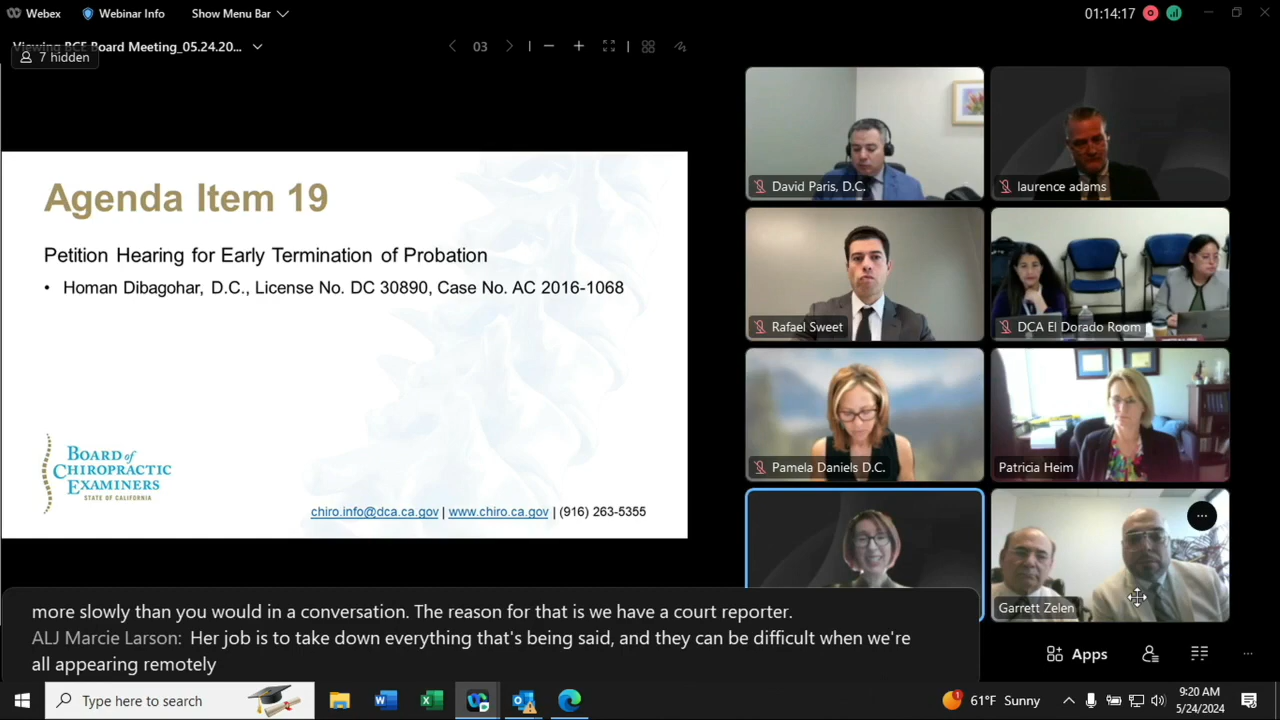 Webex
Webinar Info
Show Menu Bar
01:14:17
Viewing BCE Board Meeting_05.24.20...
03
7 hidden
Agenda Item 19
Petition Hearing for Early Termination of Probation
• Homan Dibagohar, D.C., License No. DC 30890, Case No. AC 2016-1068
BOARD of
CHIROPRACTIC
EXAMINERS
STATE OF CALIFORNIA
chiro.info@dca.ca.gov | www.chiro.ca.gov | (916) 263-5355
David Paris, D.C.
laurence adams
Rafael Sweet
DCA El Dorado Room
Pamela Daniels D.C.
Patricia Heim
Garrett Zelen
more slowly than you would in a conversation. The reason for that is we have a court reporter.
ALJ Marcie Larson: Her job is to take down everything that's being said, and they can be difficult when we're
all appearing remotely
Apps
Type here to search
1
61°F Sunny
9:20 AM
5/24/2024